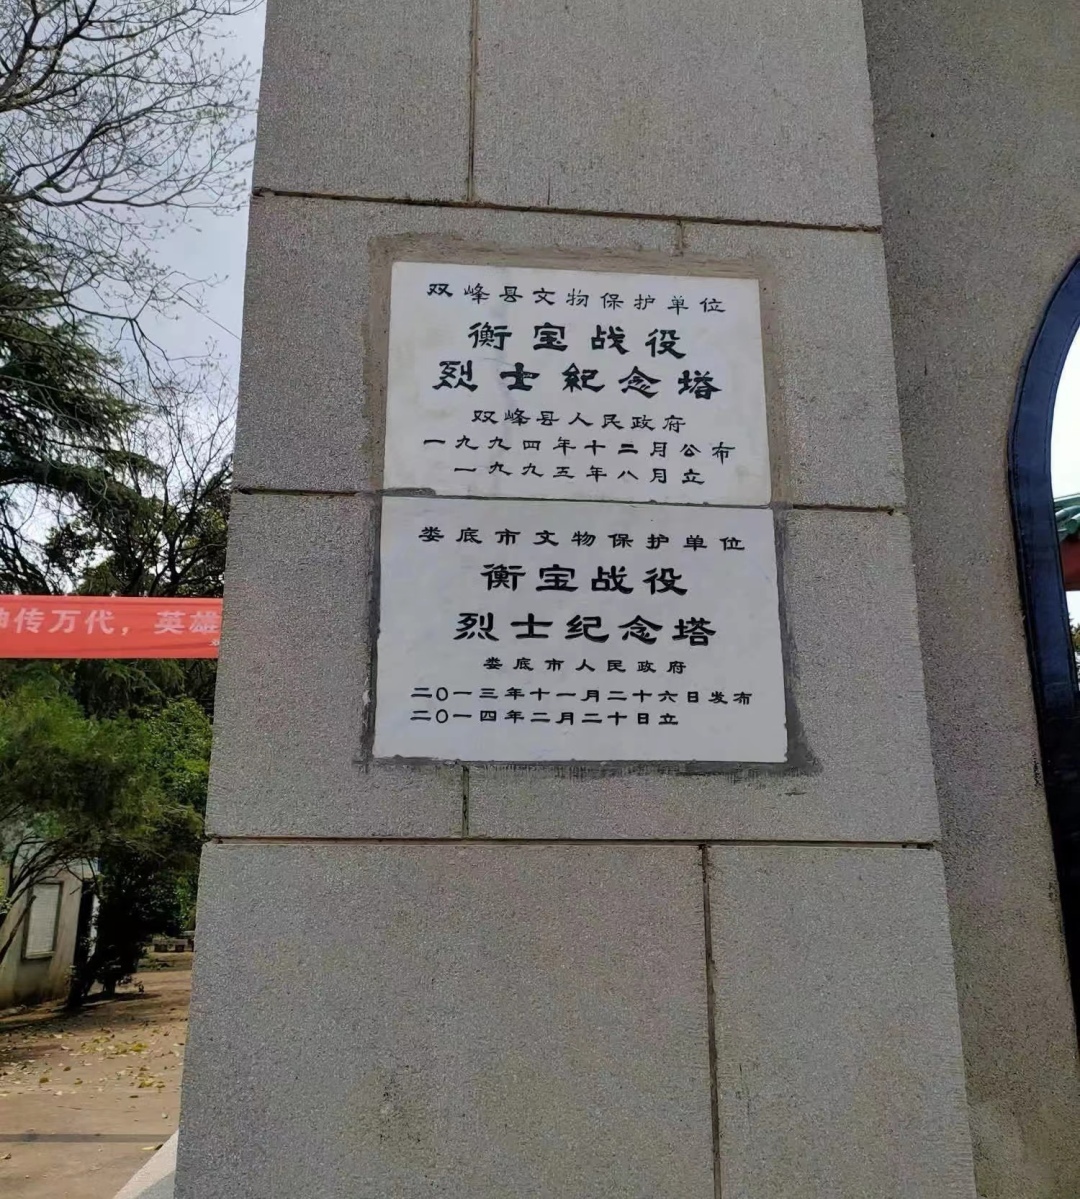 双峰县文物保护单位
衡宝战役
烈士紀念塔
双峰县人民政府
一九九四年十二月公布
一九九五年八月立
娄底市文物保护单位
衡宝战役
烈士纪念塔
娄底市人民政府
二〇一三年十一月二十六日发布
二〇一四年二月二十日立
传万代，英雄